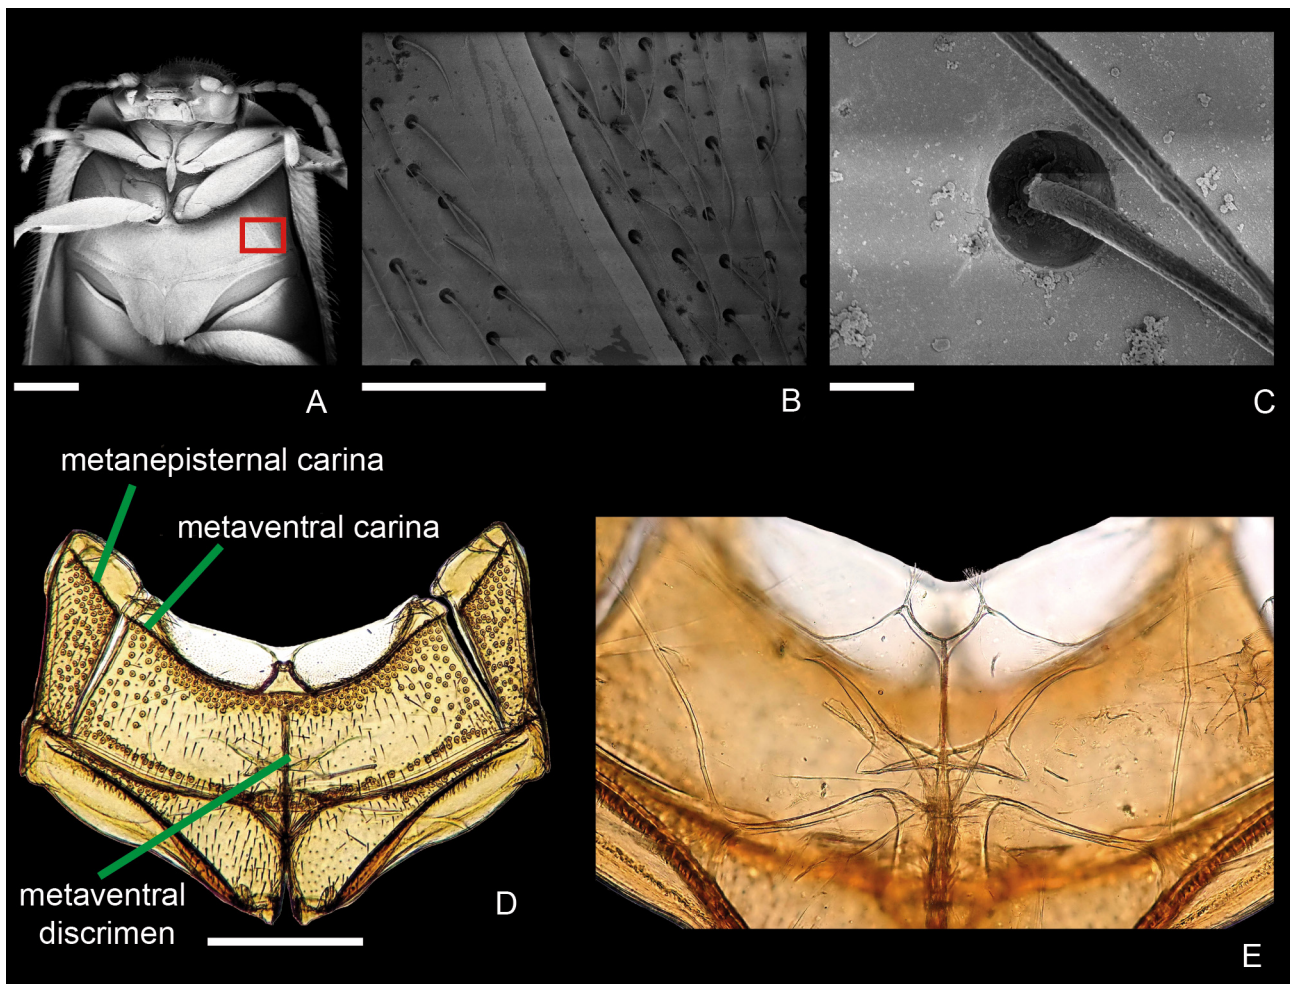 A
B
C
metanepisternal carina
metaventral carina
metaventral
discrimen
D
E